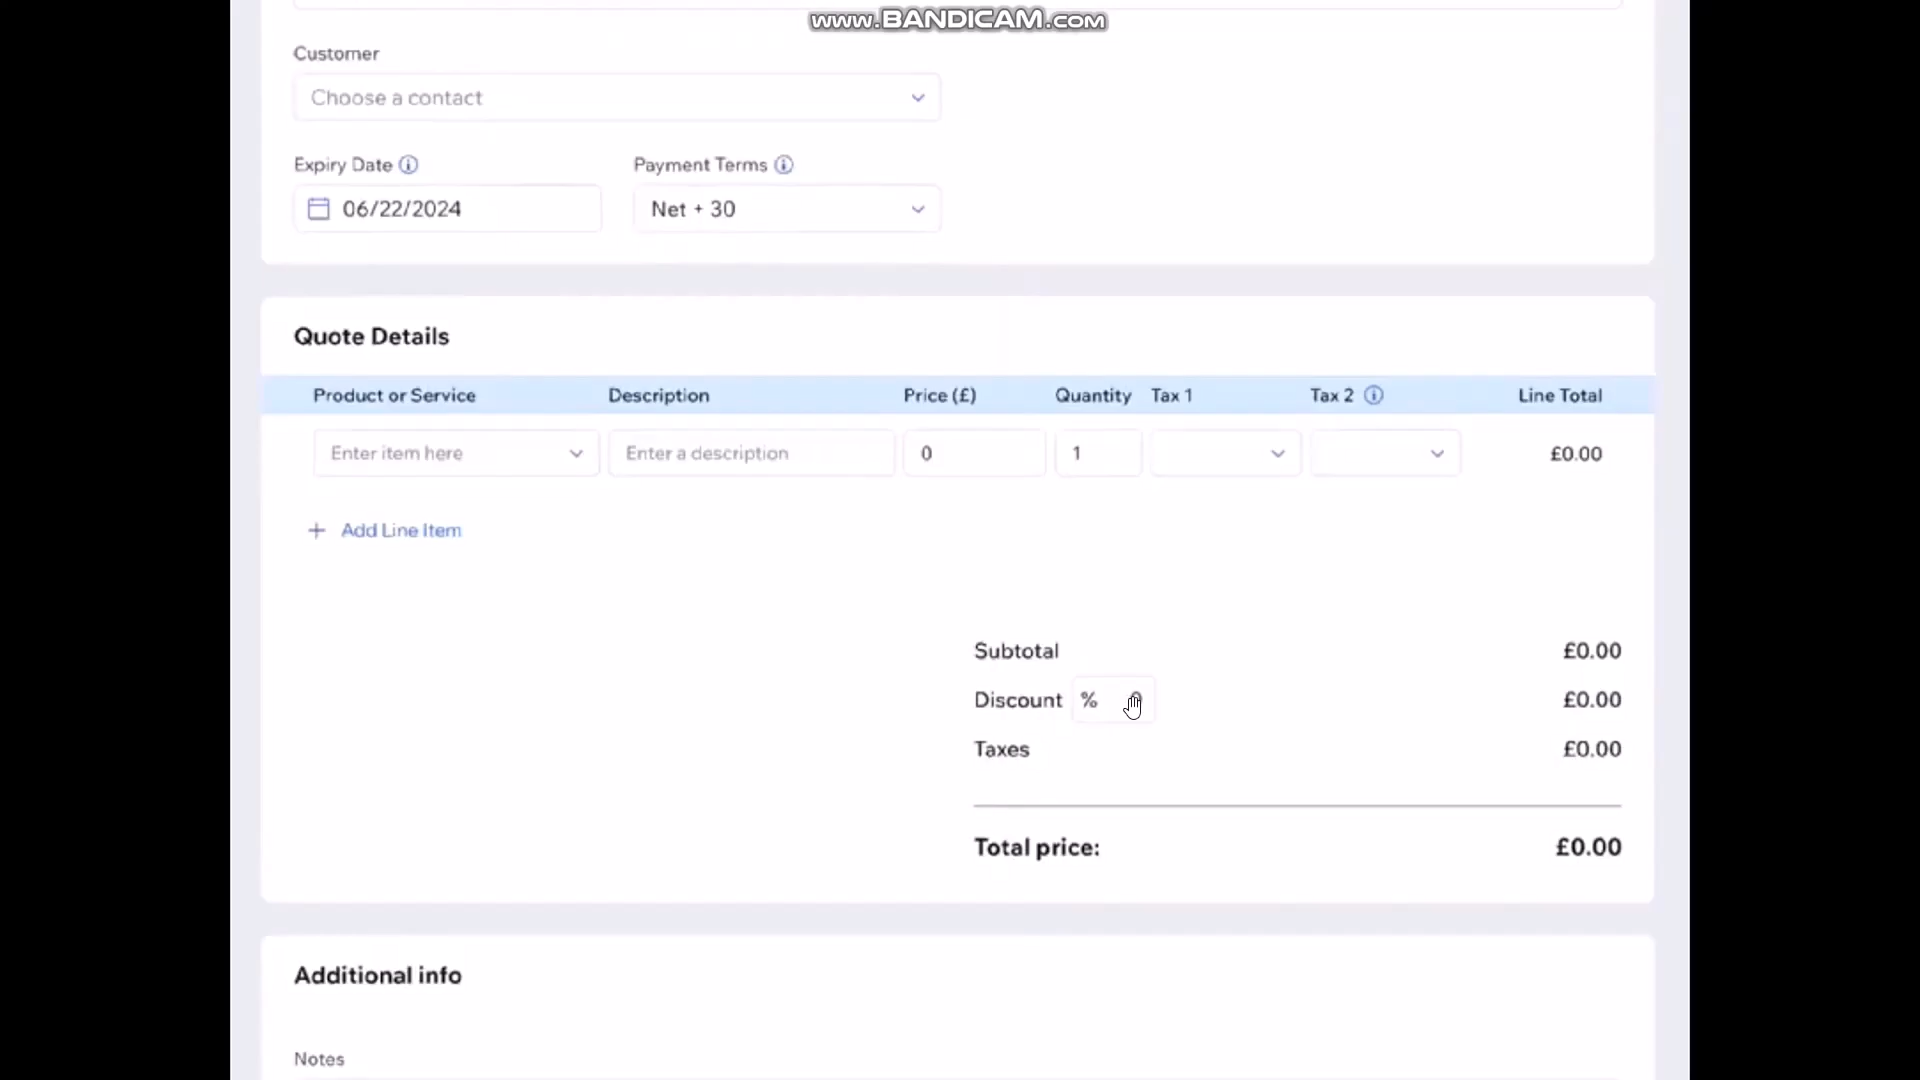 www.BANDICAM.com
Customer
Choose a contact
Expiry Date
Payment Terms
06/22/2024
Net + 30
Quote Details
Product or Service Description Price (£) Quantity Tax 1 Tax 2 Line Total
Enter item here Enter a description 0 1 £0.00
+ Add Line Item
Subtotal £0.00
Discount % £0.00
Taxes £0.00
Total price: £0.00
Additional info
Notes